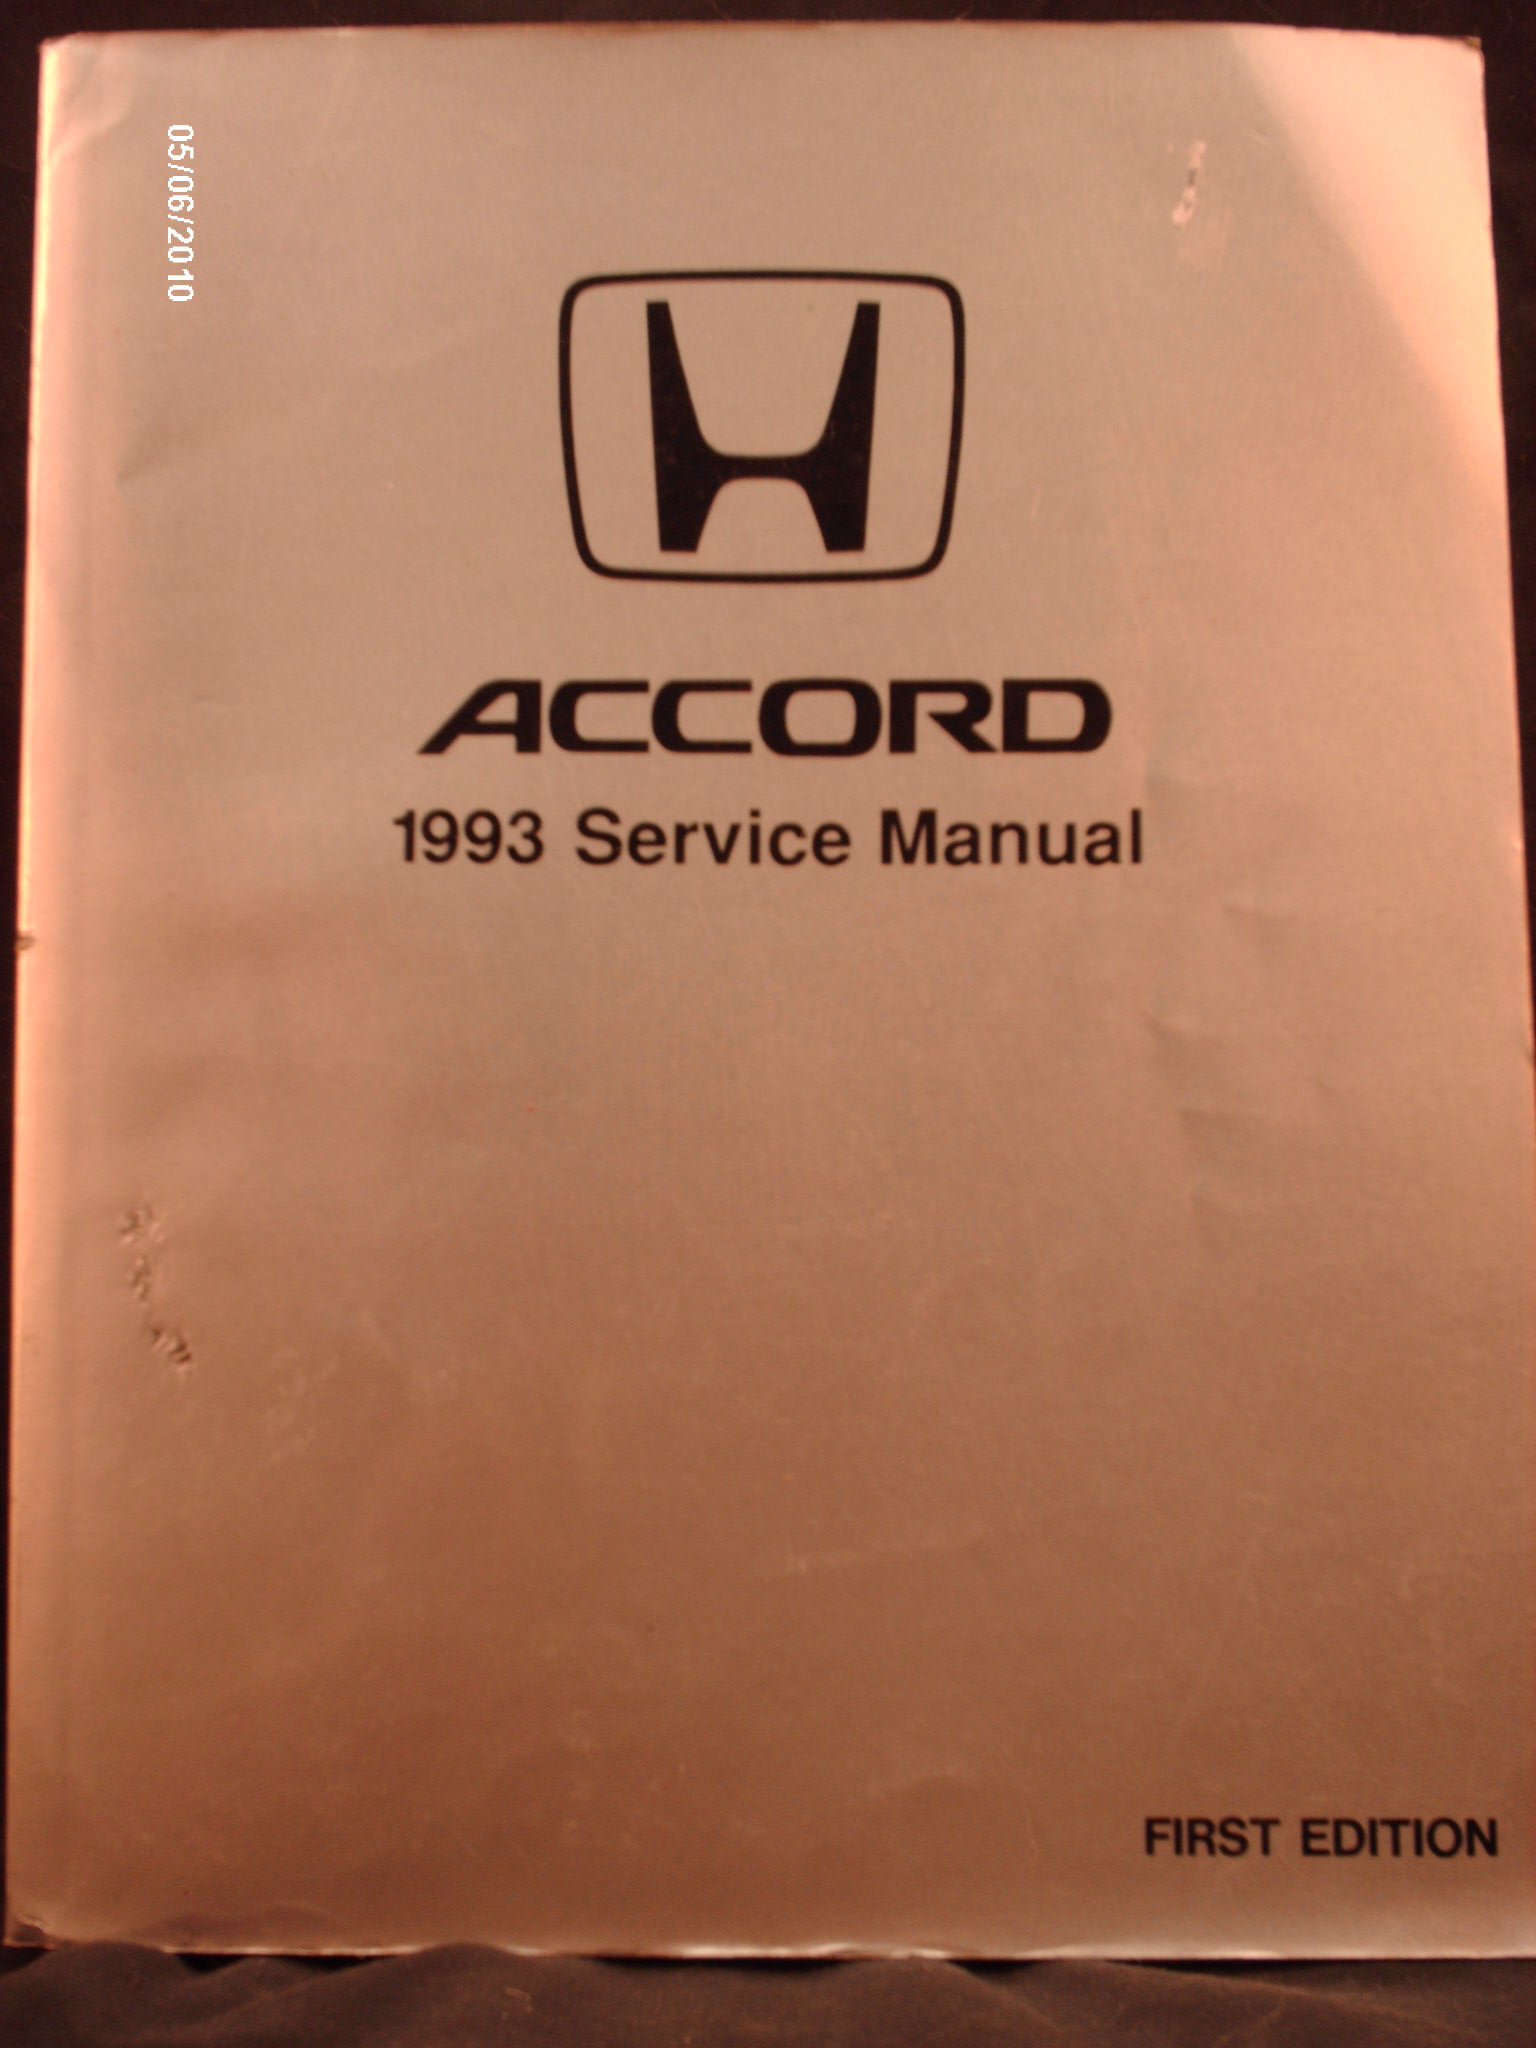 05/06/2010
ACCORD
1993 Service Manual
FIRST EDITION